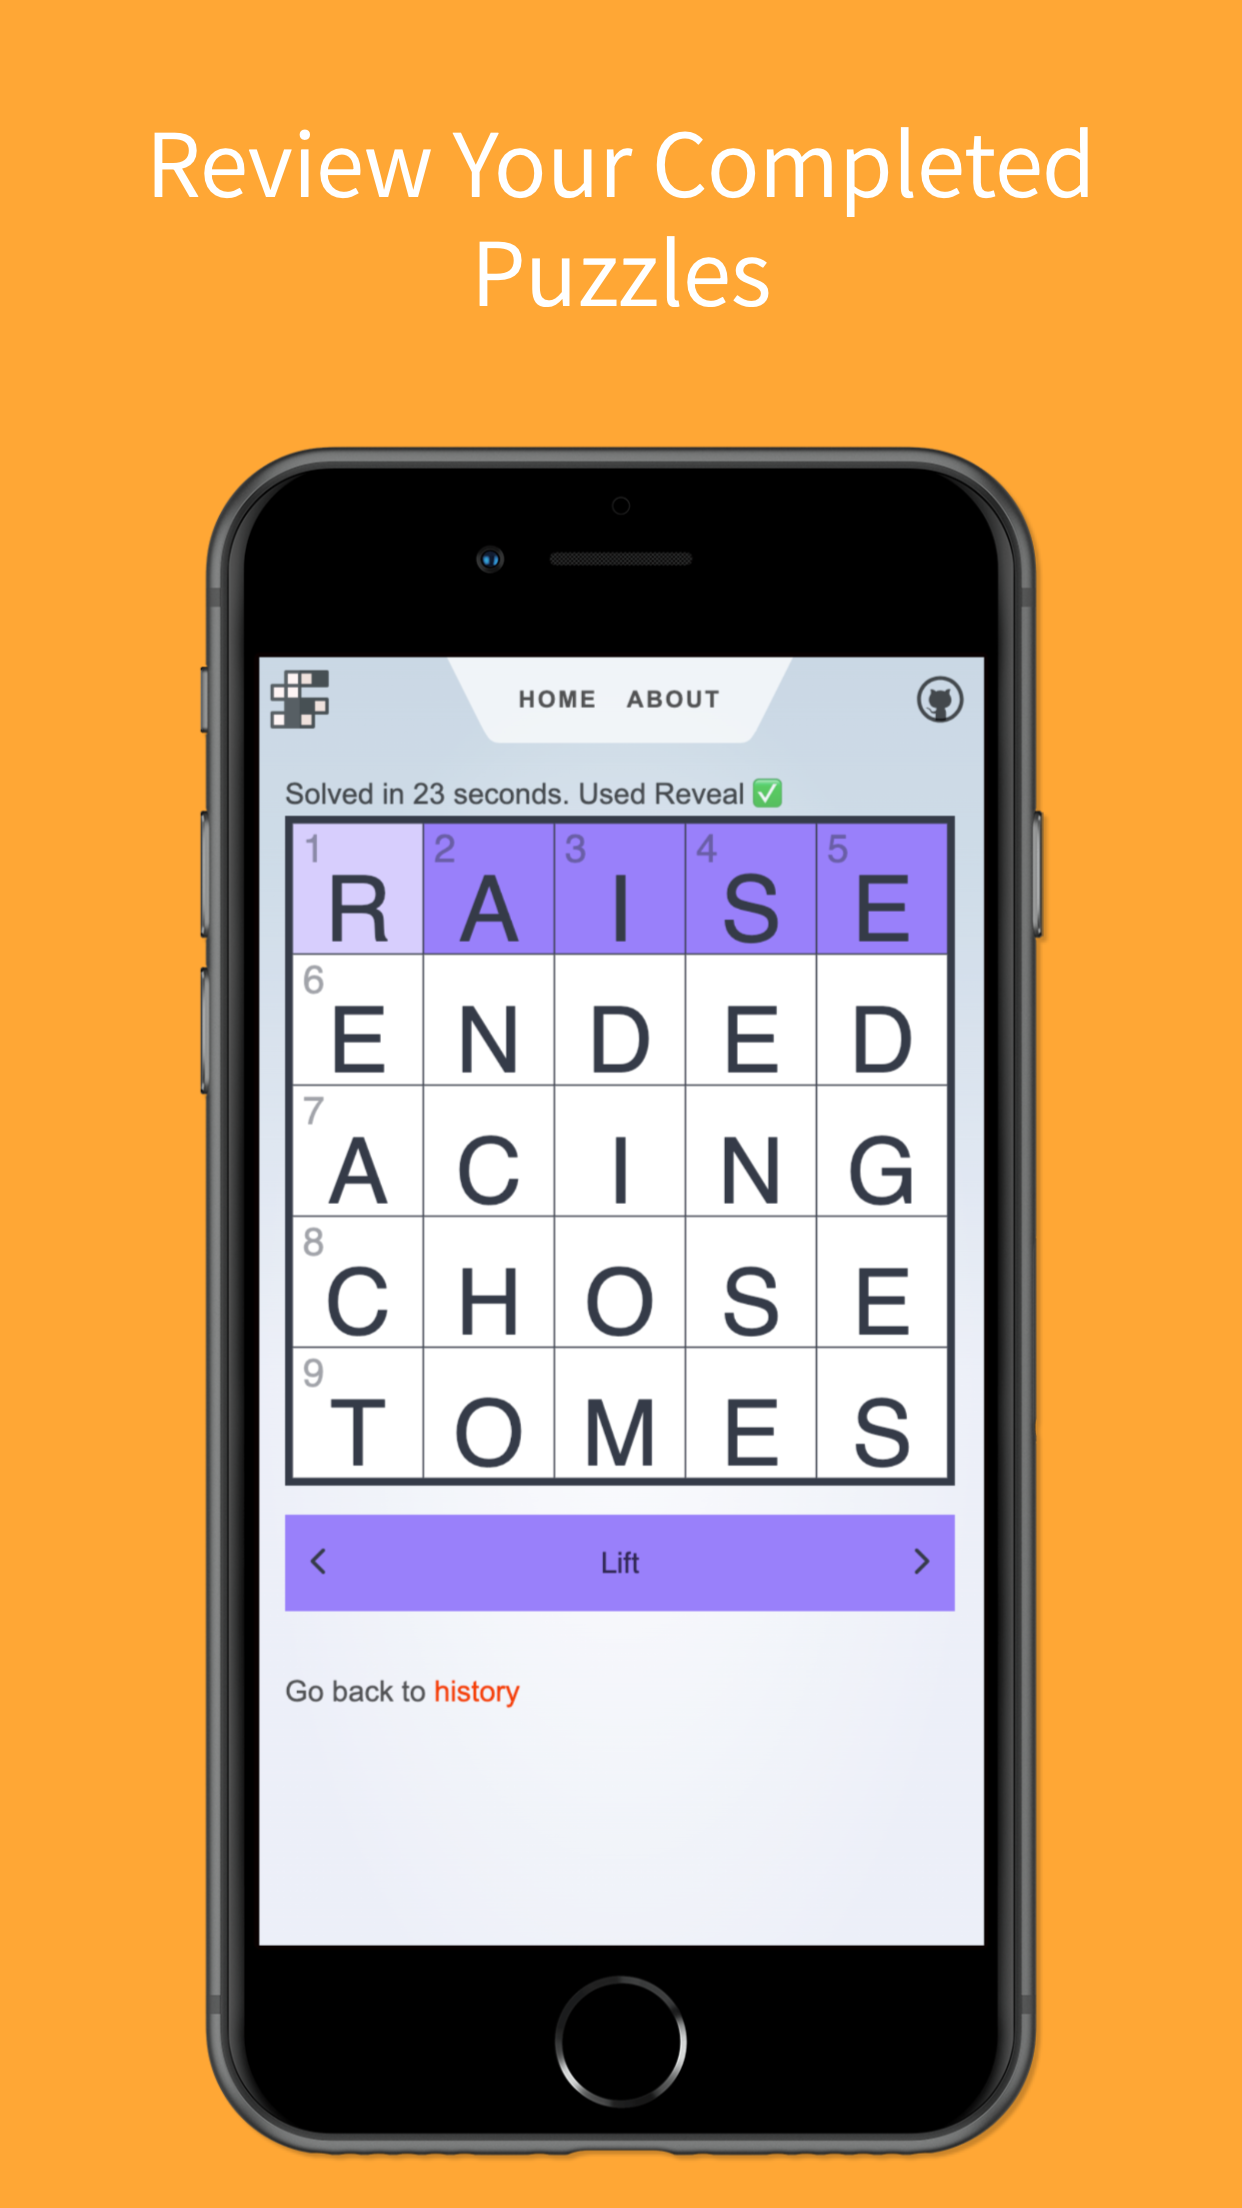 Review Your Completed
Puzzles
HOME ABOUT
Solved in 23 seconds. Used Reveal ✅
1 2 3 4 5
R A I S E
6
E N D E D
7
A C I N G
8
C H O S E
9
T O M E S
< Lift >
Go back to history